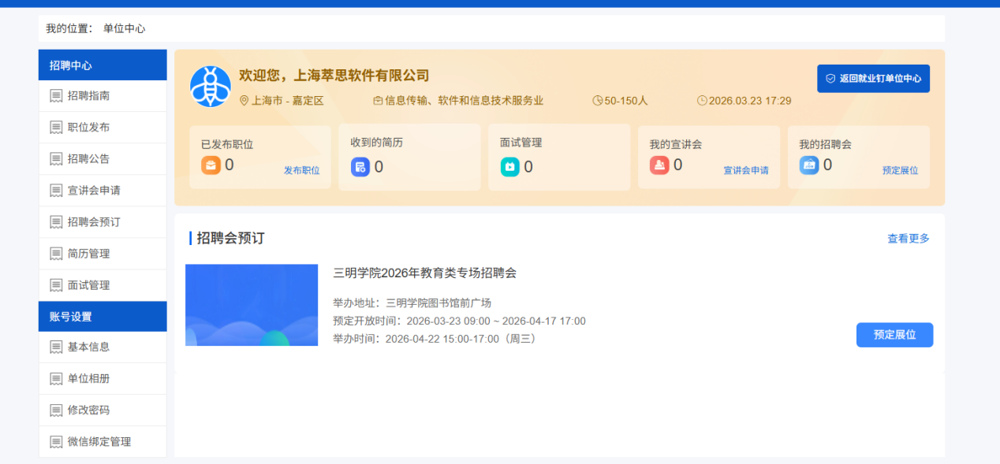 我的位置： 单位中心
招聘中心
招聘指南
职位发布
招聘公告
宣讲会申请
招聘会预订
简历管理
面试管理
账号设置
基本信息
单位相册
修改密码
微信绑定管理
欢迎您，上海萃思软件有限公司
返回就业钉单位中心
上海市 - 嘉定区 信息传输、软件和信息技术服务业 50-150人 2026.03.23 17:29
已发布职位
0
发布职位
收到的简历
0
面试管理
0
我的宣讲会
0
宣讲会申请
我的招聘会
0
预定展位
招聘会预订
查看更多
三明学院2026年教育类专场招聘会
举办地址：三明学院图书馆前广场
预定开放时间：2026-03-23 09:00 ~ 2026-04-17 17:00
举办时间：2026-04-22 15:00-17:00（周三）
预定展位